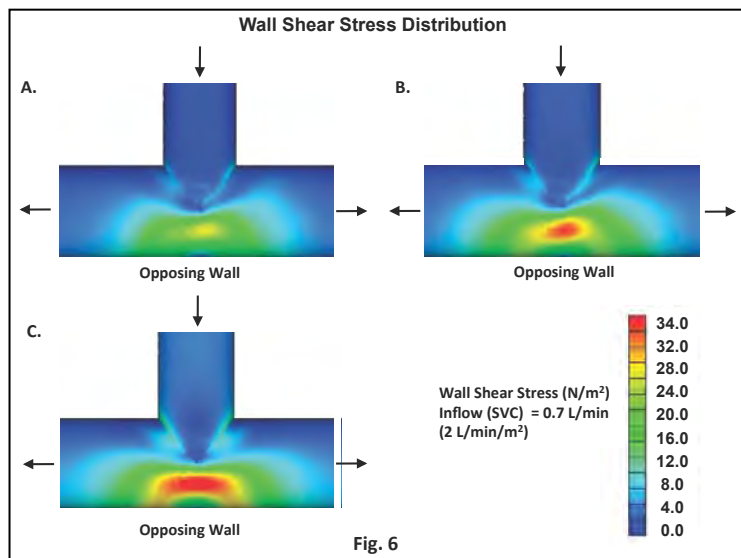 Wall Shear Stress Distribution
A.
Opposing Wall
B.
Opposing Wall
C.
Opposing Wall
Wall Shear Stress (N/m²)
Inflow (SVC) = 0.7 L/min
(2 L/min/m²)
34.0
32.0
28.0
24.0
20.0
16.0
12.0
8.0
4.0
0.0
Fig. 6